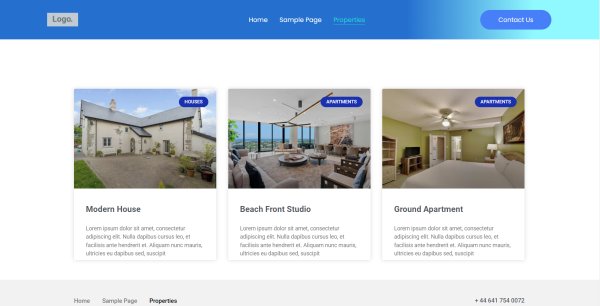 Logo.
Home Sample Page Properties
Contact Us
HOUSES
APARTMENTS
APARTMENTS
Modern House
Lorem ipsum dolor sit amet, consectetur
adipiscing elit. Nulla dapibus cursus leo, et
facilisis ante hendrerit et. Aliquam nunc mauris,
ultricies eu dapibus sed, suscipit
Beach Front Studio
Lorem ipsum dolor sit amet, consectetur
adipiscing elit. Nulla dapibus cursus leo, et
facilisis ante hendrerit et. Aliquam nunc mauris,
ultricies eu dapibus sed, suscipit
Ground Apartment
Lorem ipsum dolor sit amet, consectetur
adipiscing elit. Nulla dapibus cursus leo, et
facilisis ante hendrerit et. Aliquam nunc mauris,
ultricies eu dapibus sed, suscipit
Home Sample Page Properties
+ 44 641 754 0072